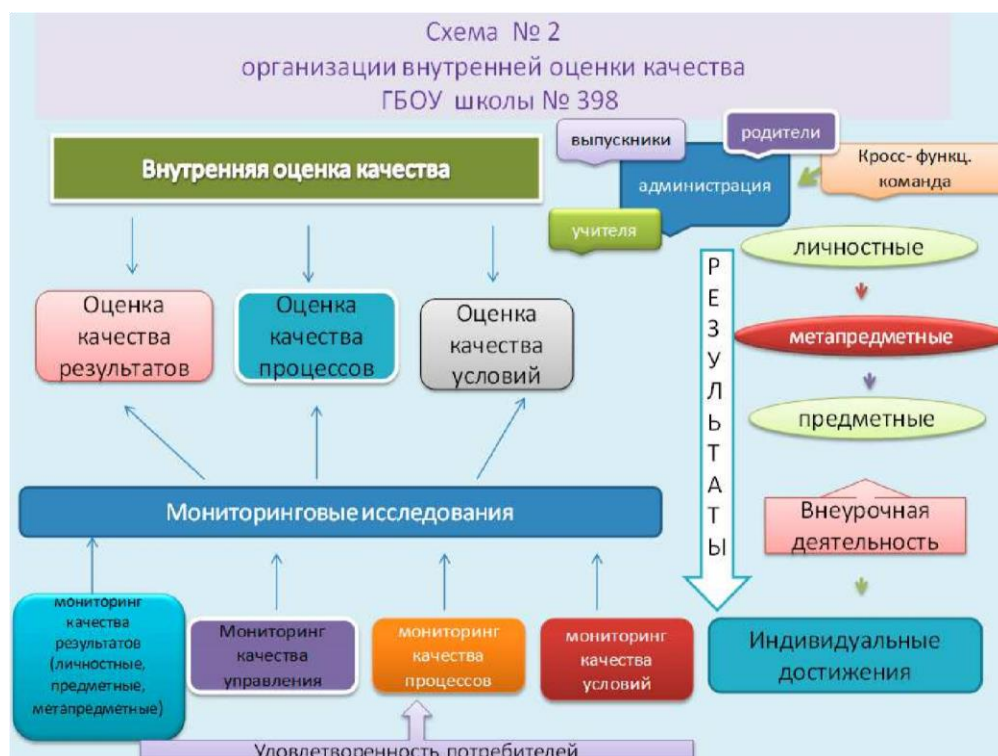 Схема № 2
организации внутренней оценки качества
ГБОУ школы № 398
Внутренняя оценка качества
выпускники
родители
администрация
Кросс- функц.
команда
учителя
Оценка
качества
результатов
Оценка
качества
процессов
Оценка
качества
условий
РЕЗУЛЬТАТЫ
личностные
метапредметные
предметные
Внеурочная
деятельность
Индивидуальные
достижения
Мониторинговые исследования
мониторинг
качества
результатов
(личностные,
предметные,
метапредметные)
Мониторинг
качества
управления
мониторинг
качества
процессов
мониторинг
качества
условий
Удовлетворенность потребителей